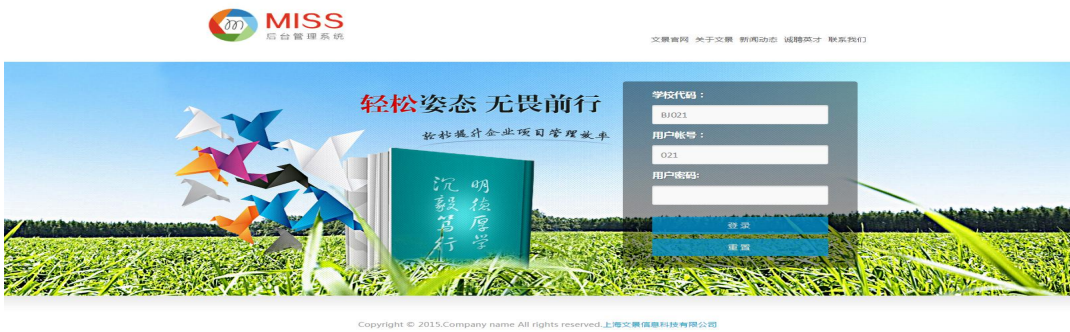 MISS
后台管理系统
文景官网 关于文景 新闻动态 诚聘英才 联系我们
轻松姿态 无畏前行
轻松提升企业项目管理效率
明德厚学
沉毅笃行
学校代码：
BJ021
用户帐号：
021
用户密码:
登录
重置
Copyright © 2015.Company name All rights reserved.上海文景信息科技有限公司